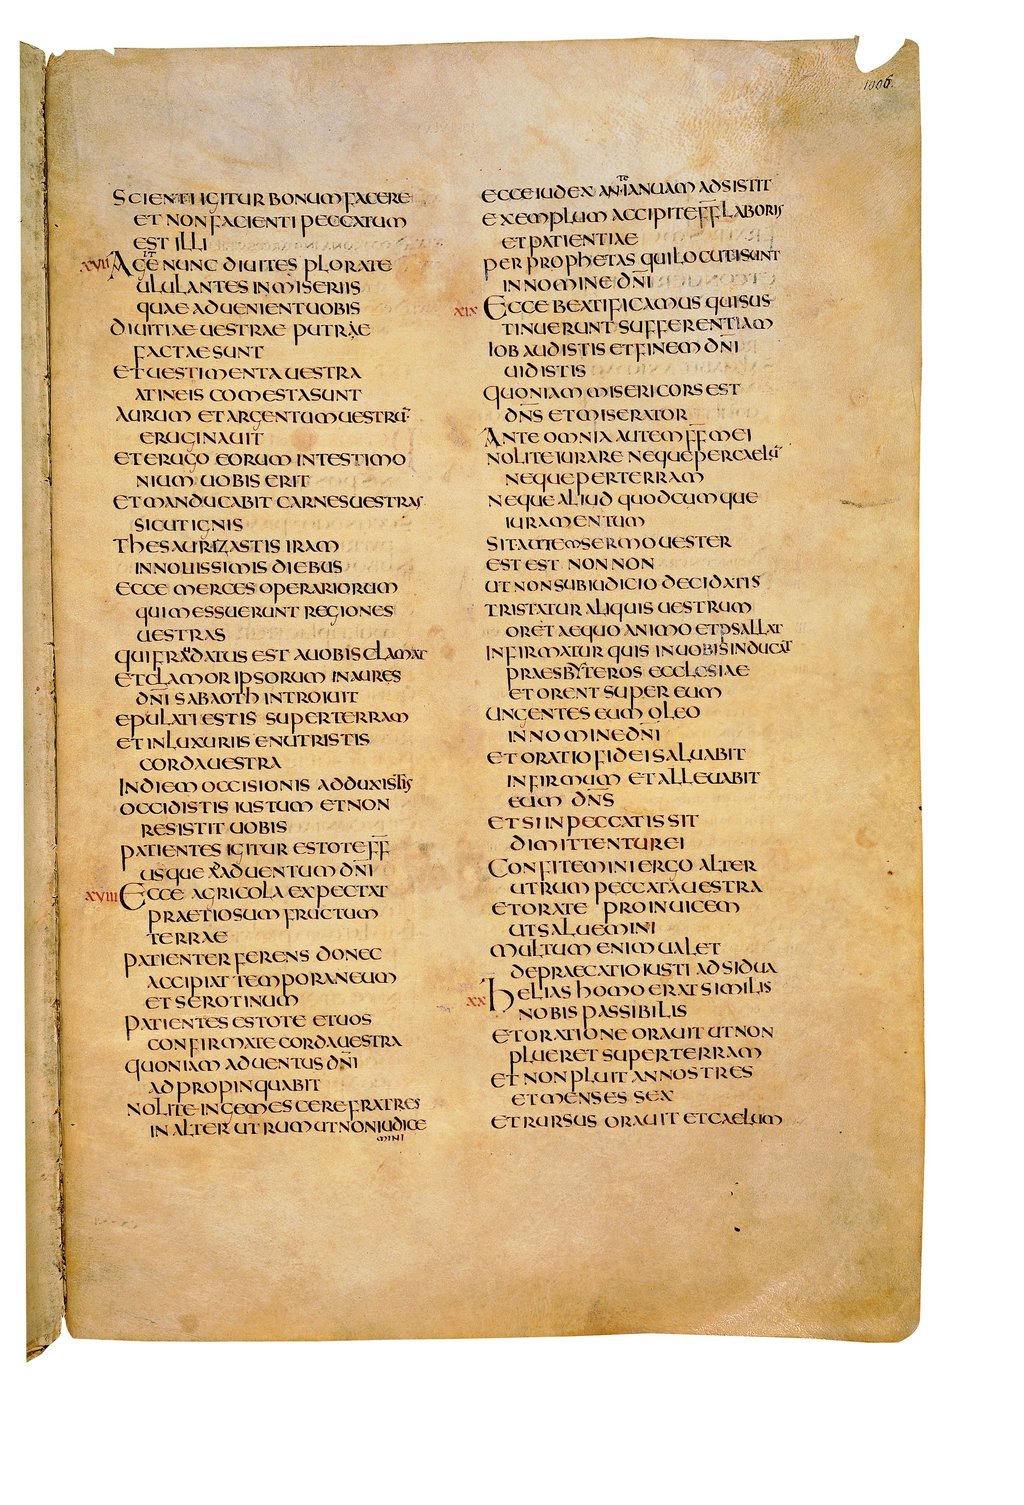 1006
SCIENTI IGITUR BONUM FACERE
ET NON FACIENTI PECCATUM
EST ILLI
XVII AGITE NUNC DIUITES PLORATE
ULULANTES IN MISERIIS
QUAE ADUENIENT UOBIS
DIUITIAE UESTRAE PUTRAE
FACTAE SUNT
ET UESTIMENTA UESTRA
A TINEIS COMESTA SUNT
AURUM ET ARGENTUM UESTRŪ
ERUGINAUIT
ET ERUGO EORUM IN TESTIMO
NIUM UOBIS ERIT
ET MANDUCABIT CARNES UESTRAS
SICUT IGNIS
THESAURIZASTIS IRAM
IN NOUISSIMIS DIEBUS
ECCE MERCES OPERARIORUM
QUI MESSUERUNT REGIONES
UESTRAS
QUI FRAUDATUS EST A UOBIS CLAMAT
ET CLAMOR IPSORUM IN AURES
DN̄I SABAOTH INTROIUIT
EPULATI ESTIS SUPER TERRAM
ET IN LUXURIIS ENUTRISTIS
CORDA UESTRA
IN DIEM OCCISIONIS ADDUXISTIS
OCCIDISTIS IUSTUM ET NON
RESISTIT UOBIS
PATIENTES IGITUR ESTOTE F̄F̄
USQUE AD ADUENTUM DN̄I
XVIII ECCE AGRICOLA EXPECTAT
PRAETIOSUM FRUCTUM
TERRAE
PATIENTER FERENS DONEC
ACCIPIAT TEMPORANEUM
ET SEROTINUM
PATIENTES ESTOTE ET UOS
CONFIRMATE CORDA UESTRA
QUONIAM ADUENTUS DN̄I
ADPROPINQUABIT
NOLITE INGEMESCERE FRATRES
IN ALTERUTRUM UT NON IUDICE
MINI
ECCE IUDEX ANTE IANUAM ADSISTIT
EXEMPLUM ACCIPITE F̄F̄ LABORIS
ET PATIENTIAE
PER PROPHETAS QUI LOCUTI SUNT
IN NOMINE DN̄I
XIX ECCE BEATIFICAMUS QUI SUS
TINUERUNT SUFFERENTIAM
IOB AUDISTIS ET FINEM DN̄I
UIDISTIS
QUONIAM MISERICORS EST
DN̄S ET MISERATOR
ANTE OMNIA AUTEM F̄F̄ MEI
NOLITE IURARE NEQUE PER CAELŪ
NEQUE PER TERRAM
NEQUE ALIUD QUODCUMQUE
IURAMENTUM
SIT AUTEM SERMO UESTER
EST EST NON NON
UT NON SUB IUDICIO DECIDATIS
TRISTATUR ALIQUIS UESTRUM
ORET AEQUO ANIMO ET PSALLAT
INFIRMATUR QUIS IN UOBIS INDUCAT
PRAESBYTEROS ECCLESIAE
ET ORENT SUPER EUM
UNGENTES EUM OLEO
IN NOMINE DN̄I
ET ORATIO FIDEI SALUABIT
INFIRMUM ET ALLEUABIT
EUM DN̄S
ET SI IN PECCATIS SIT
DIMITTENTUR EI
CONFITEMINI ERGO ALTER
UTRUM PECCATA UESTRA
ET ORATE PRO INUICEM
UT SALUEMINI
MULTUM ENIM UALET
DEPRAECATIO IUSTI ADSIDUA
XX HELIAS HOMO ERAT SIMILIS
NOBIS PASSIBILIS
ET ORATIONE ORAUIT UT NON
PLUERET SUPER TERRAM
ET NON PLUIT ANNOS TRES
ET MENSES SEX
ET RURSUS ORAUIT ET CAELUM